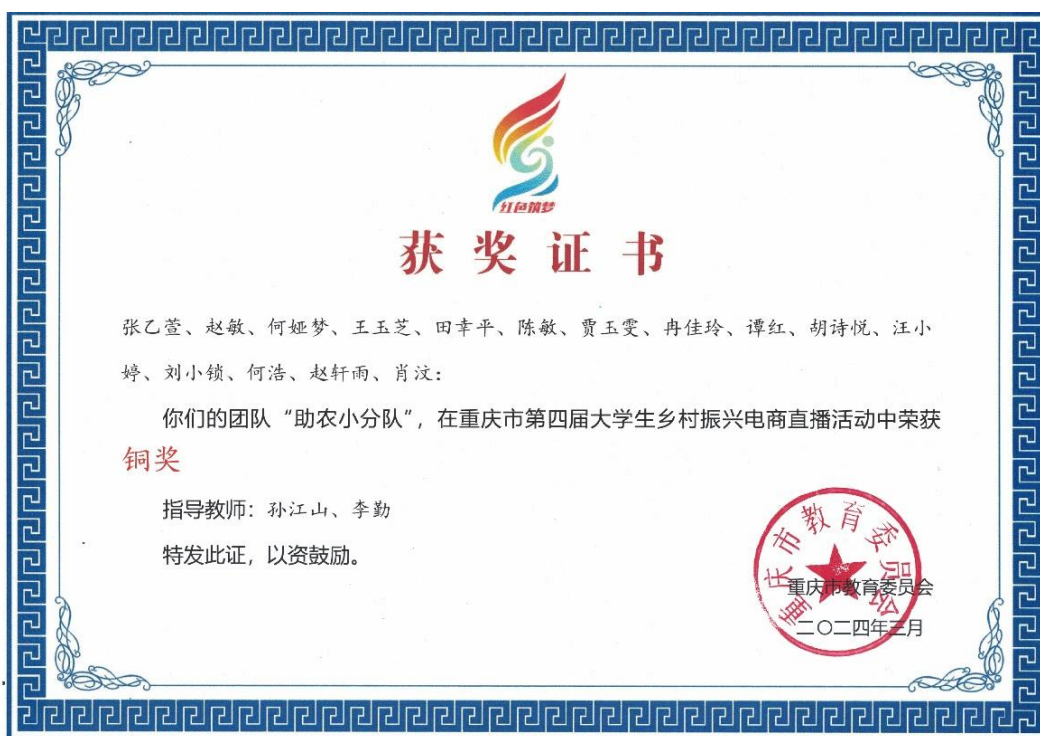 红色筑梦
获奖证书
张乙萱、赵敏、何娅梦、王玉芝、田幸平、陈敏、贾玉雯、冉佳玲、谭红、胡诗悦、汪小
婷、刘小锁、何浩、赵轩雨、肖汶：
你们的团队“助农小分队”，在重庆市第四届大学生乡村振兴电商直播活动中荣获
铜奖
指导教师：孙江山、李勤
特发此证，以资鼓励。
重庆市教育委员会
重庆市教育委员会
二〇二四年三月